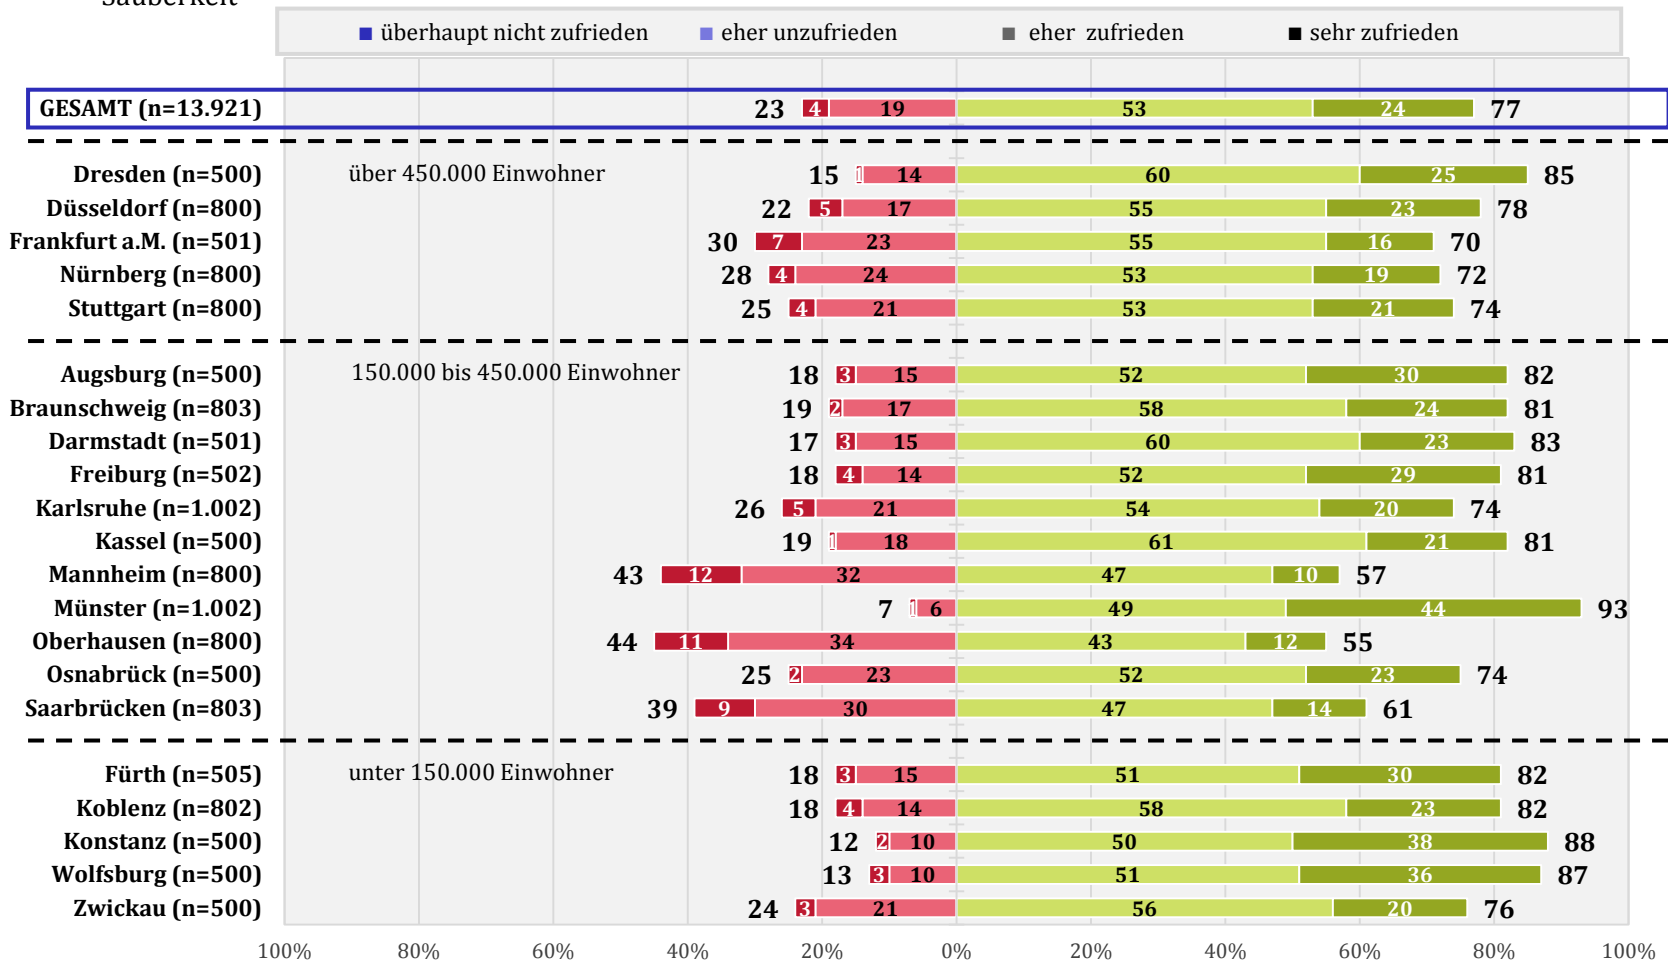 Sauberkeit
überhaupt nicht zufrieden eher unzufrieden eher zufrieden sehr zufrieden
GESAMT (n=13.921) 23 4 19 53 24 77
Dresden (n=500) über 450.000 Einwohner 15 1 14 60 25 85
Düsseldorf (n=800) 22 5 17 55 23 78
Frankfurt a.M. (n=501) 30 7 23 55 16 70
Nürnberg (n=800) 28 4 24 53 19 72
Stuttgart (n=800) 25 4 21 53 21 74
Augsburg (n=500) 150.000 bis 450.000 Einwohner 18 3 15 52 30 82
Braunschweig (n=803) 19 2 17 58 24 81
Darmstadt (n=501) 17 3 15 60 23 83
Freiburg (n=502) 18 4 14 52 29 81
Karlsruhe (n=1.002) 26 5 21 54 20 74
Kassel (n=500) 19 1 18 61 21 81
Mannheim (n=800) 43 12 32 47 10 57
Münster (n=1.002) 7 1 6 49 44 93
Oberhausen (n=800) 44 11 34 43 12 55
Osnabrück (n=500) 25 2 23 52 23 74
Saarbrücken (n=803) 39 9 30 47 14 61
Fürth (n=505) unter 150.000 Einwohner 18 3 15 51 30 82
Koblenz (n=802) 18 4 14 58 23 82
Konstanz (n=500) 12 2 10 50 38 88
Wolfsburg (n=500) 13 3 10 51 36 87
Zwickau (n=500) 24 3 21 56 20 76
100% 80% 60% 40% 20% 0% 20% 40% 60% 80% 100%